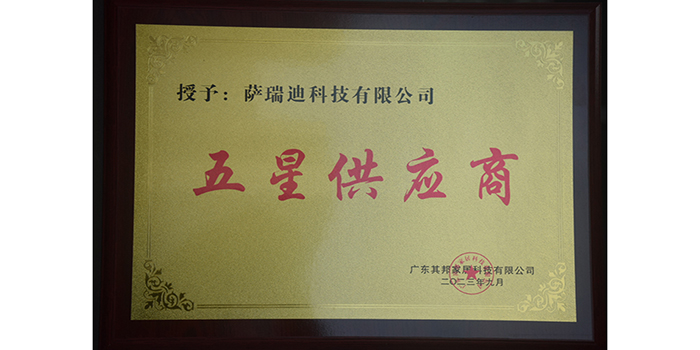 授予：萨瑞迪科技有限公司
五星供应商
广东其邦家居科技有限公司
二〇二三年九月